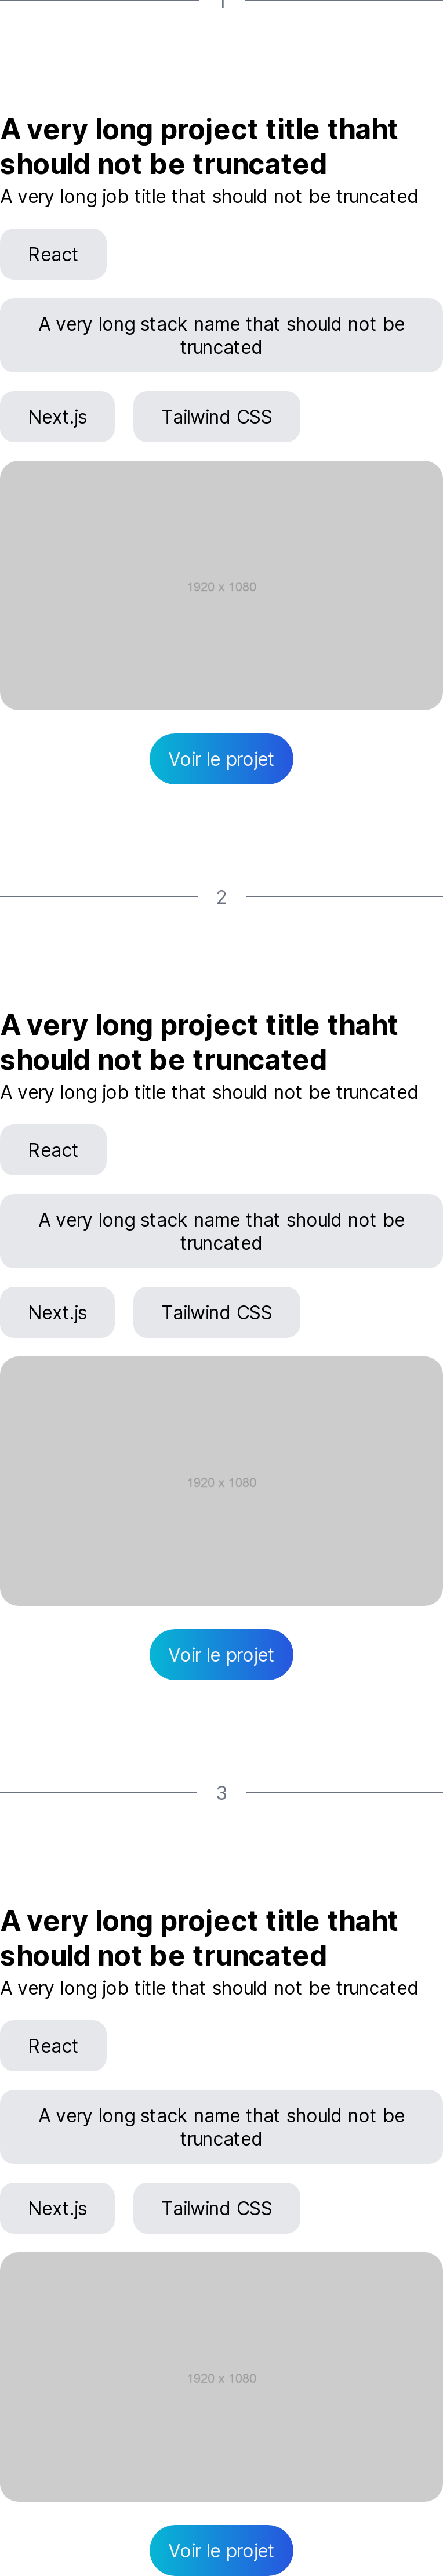 A very long project title thaht
should not be truncated
A very long job title that should not be truncated
React
A very long stack name that should not be
truncated
Next.js
Tailwind CSS
1920 x 1080
Voir le projet
2
A very long project title thaht
should not be truncated
A very long job title that should not be truncated
React
A very long stack name that should not be
truncated
Next.js
Tailwind CSS
1920 x 1080
Voir le projet
3
A very long project title thaht
should not be truncated
A very long job title that should not be truncated
React
A very long stack name that should not be
truncated
Next.js
Tailwind CSS
1920 x 1080
Voir le projet